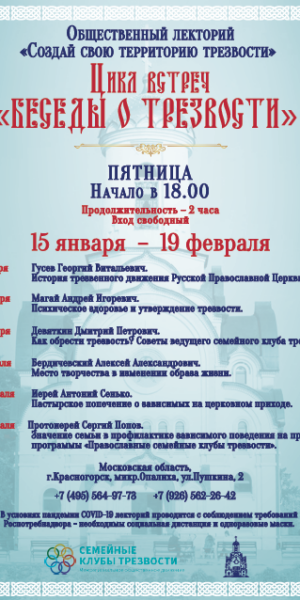 Общественный лекторий
«Создай свою территорию трезвости»
Цикл встреч
«БЕСЕДЫ О ТРЕЗВОСТИ»
ПЯТНИЦА
Начало в 18.00
Продолжительность – 2 часа
Вход свободный
15 января – 19 февраля
Гусев Георгий Витальевич.
История трезвенного движения Русской Православной
Магай Андрей Игоревич.
Психическое здоровье и утверждение трезвости.
Девяткин Дмитрий Петрович.
Как обрести трезвость? Советы ведущего семейного клуба
Бердичевский Алексей Александрович.
Место творчества в изменении образа жизни.
Иерей Антоний Сенько.
Пастырское попечение о зависимых на церковном приходе.
Протоиерей Сергий Попов.
Значение семьи в профилактике зависимого поведения на
программы «Православные семейные клубы трезвости».
Московская область,
г.Красногорск, микр.Опалиха, ул.Пушкина, 2
+7 (495) 564-97-73 +7 (926) 562-26-42
В условиях пандемии COVID-19 лекторий проводится с соблюдением требований
Роспотребнадзора – необходимы социальная дистанция и одноразовые маски.
СЕМЕЙНЫЕ
КЛУБЫ ТРЕЗВОСТИ